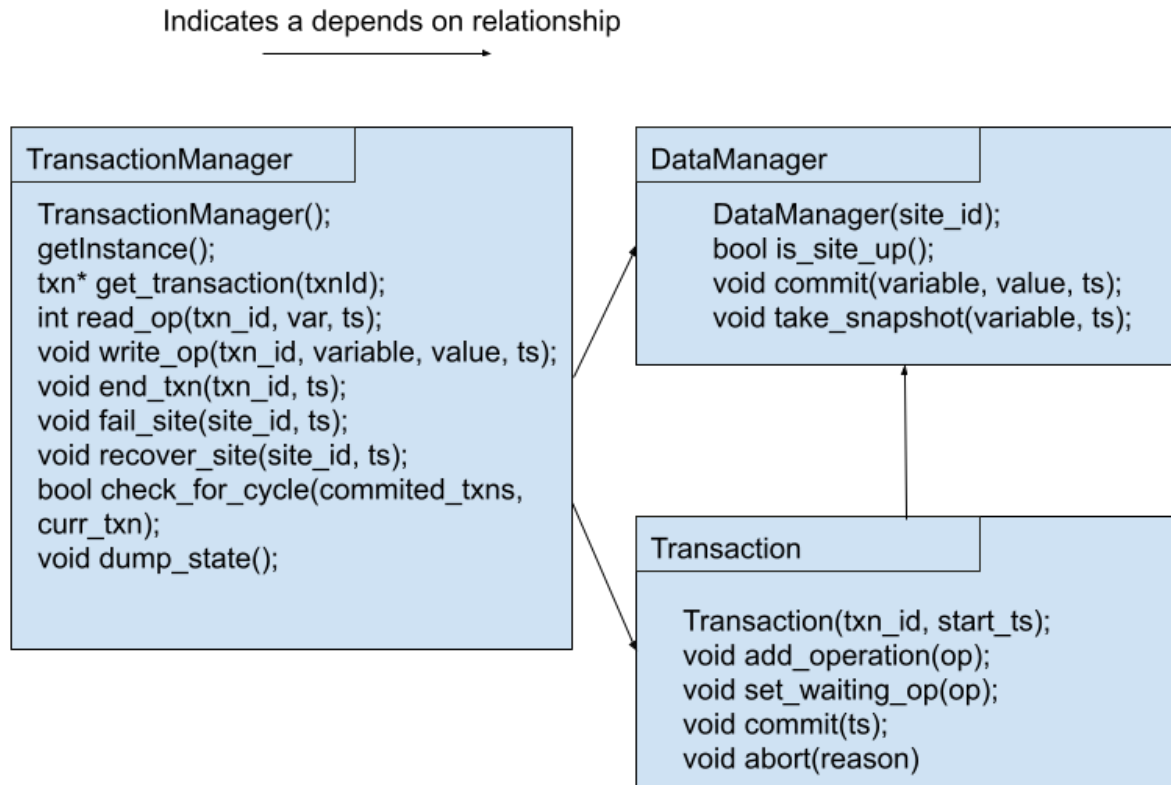 Indicates a depends on relationship
TransactionManager
TransactionManager();
getInstance();
txn* get_transaction(txnId);
int read_op(txn_id, var, ts);
void write_op(txn_id, variable, value, ts);
void end_txn(txn_id, ts);
void fail_site(site_id, ts);
void recover_site(site_id, ts);
bool check_for_cycle(commited_txns,
curr_txn);
void dump_state();
DataManager
DataManager(site_id);
bool is_site_up();
void commit(variable, value, ts);
void take_snapshot(variable, ts);
Transaction
Transaction(txn_id, start_ts);
void add_operation(op);
void set_waiting_op(op);
void commit(ts);
void abort(reason)